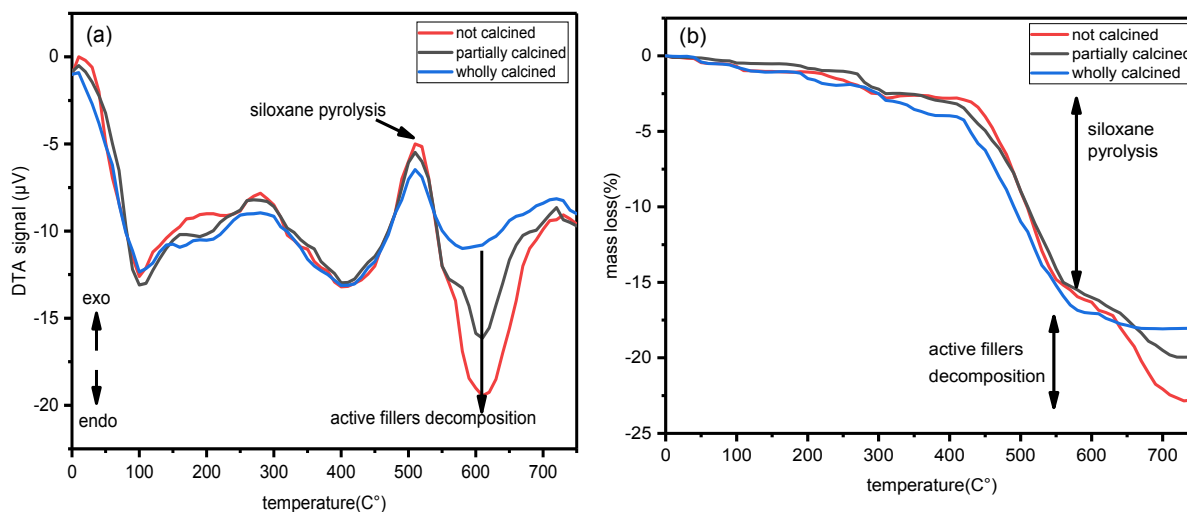 (a)
not calcined
partially calcined
wholly calcined
siloxane pyrolysis
exo
endo
active fillers decomposition
DTA signal (µV)
0
-5
-10
-15
-20
0 100 200 300 400 500 600 700
temperature(C°)
(b)
not calcined
partially calcined
wholly calcined
siloxane
pyrolysis
active fillers
decomposition
mass loss(%)
0
-5
-10
-15
-20
-25
0 100 200 300 400 500 600 700
temperature(C°)